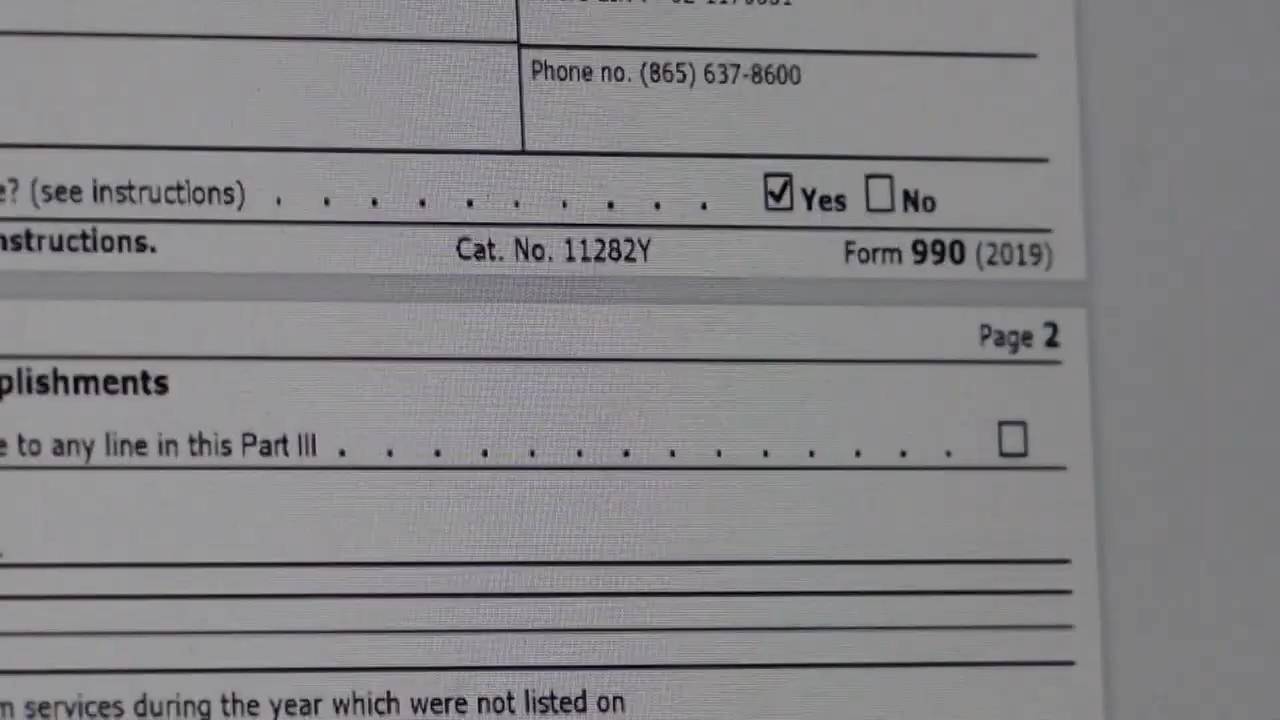 Phone no. (865) 637-8600
e? (see instructions) . . . . . . . . . . Yes No
nstructions. Cat. No. 11282Y Form 990 (2019)
Page 2
plishments
e to any line in this Part III . . . . . . . . . . . . . .
m services during the year which were not listed on